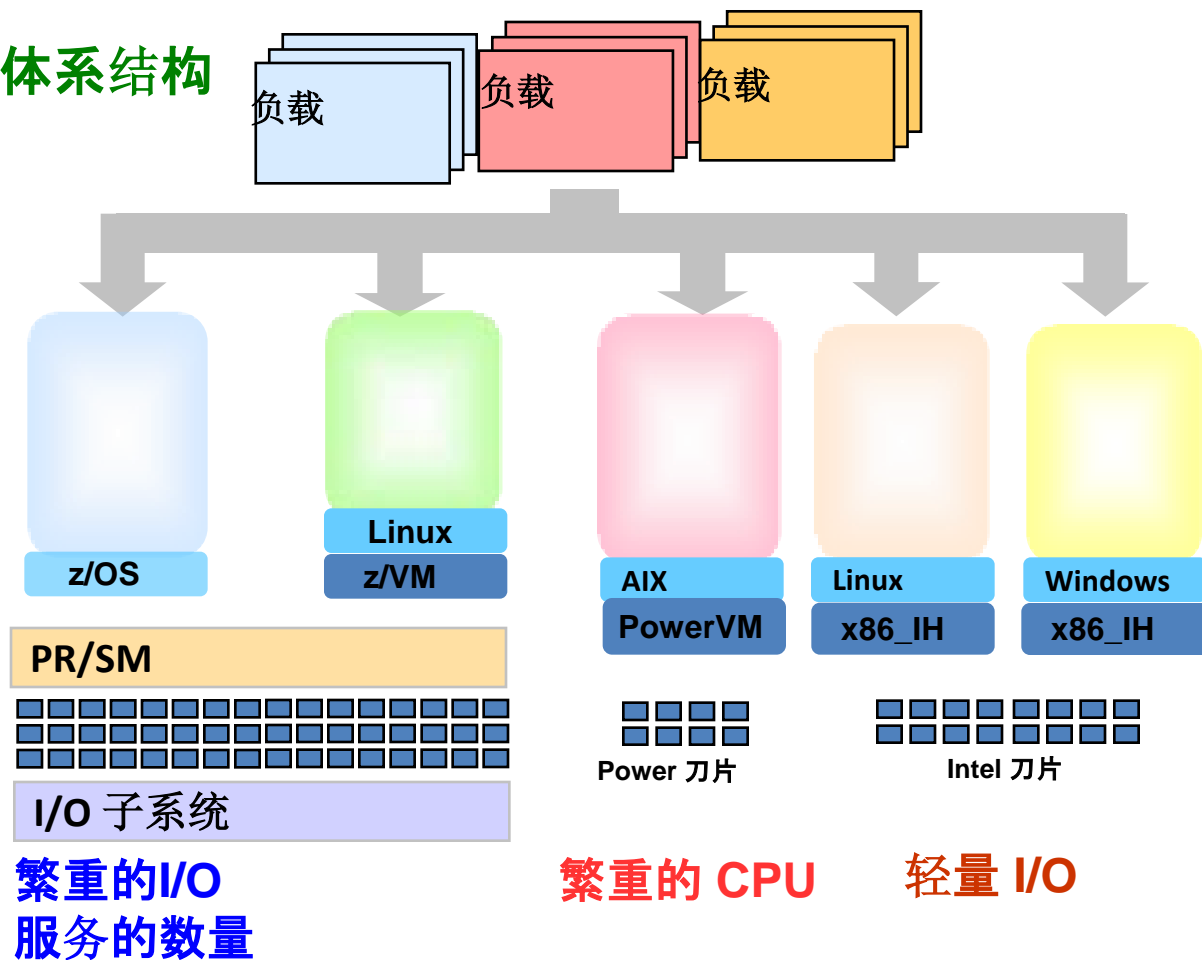 体系结构
负载
负载
负载
z/OS
Linux
z/VM
AIX
PowerVM
Linux
x86_IH
Windows
x86_IH
PR/SM
I/O 子系统
Power 刀片
Intel 刀片
繁重的I/O
服务的数量
繁重的 CPU
轻量 I/O